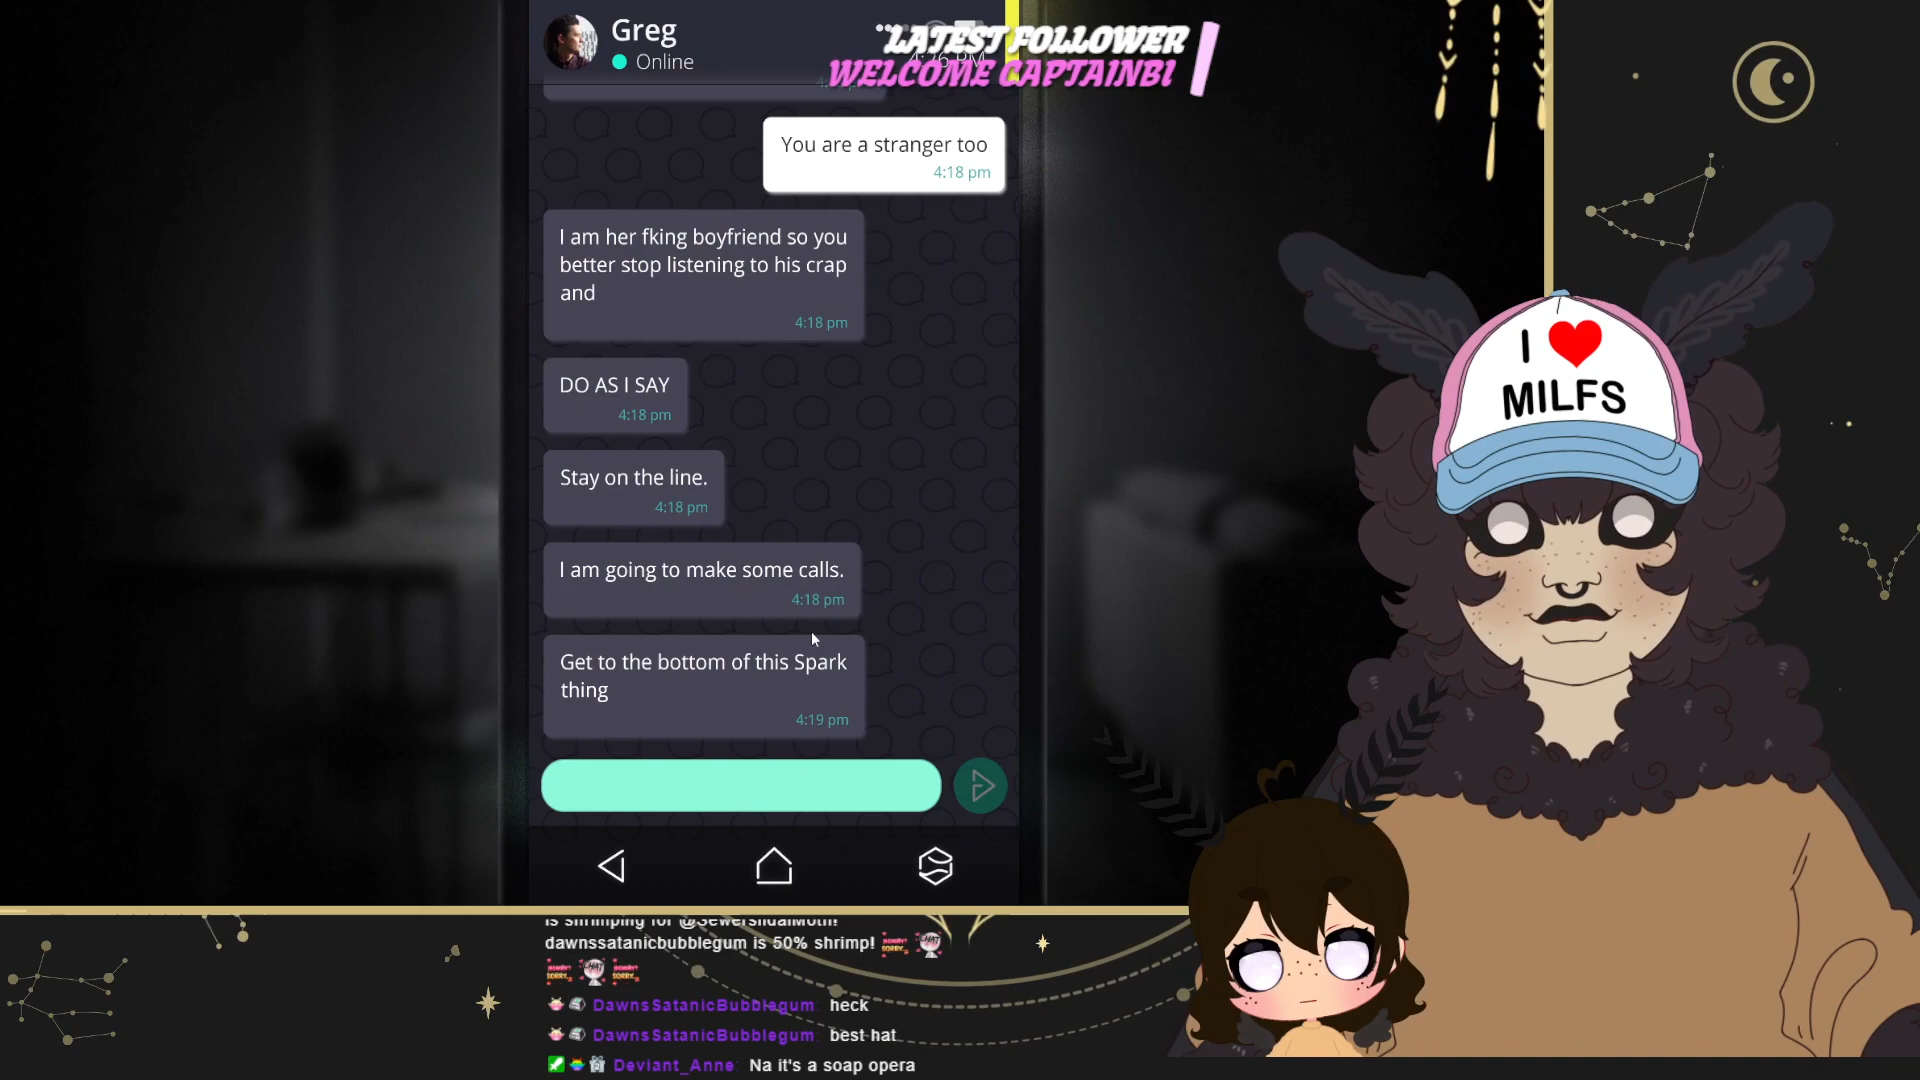 Greg
Online
LATEST FOLLOWER
WELCOME CAPTAINB1
You are a stranger too
4:18 pm
I am her fking boyfriend so you
better stop listening to his crap
and
4:18 pm
DO AS I SAY
4:18 pm
Stay on the line.
4:18 pm
I am going to make some calls.
4:18 pm
Get to the bottom of this Spark
thing
4:19 pm
I ❤ MILFS
is shrimping for @SewerslidalMoth!
dawnssatanicbubblegum is 50% shrimp!
DawnsSatanicBubblegum: heck
DawnsSatanicBubblegum: best hat
Deviant_Anne: Na it's a soap opera